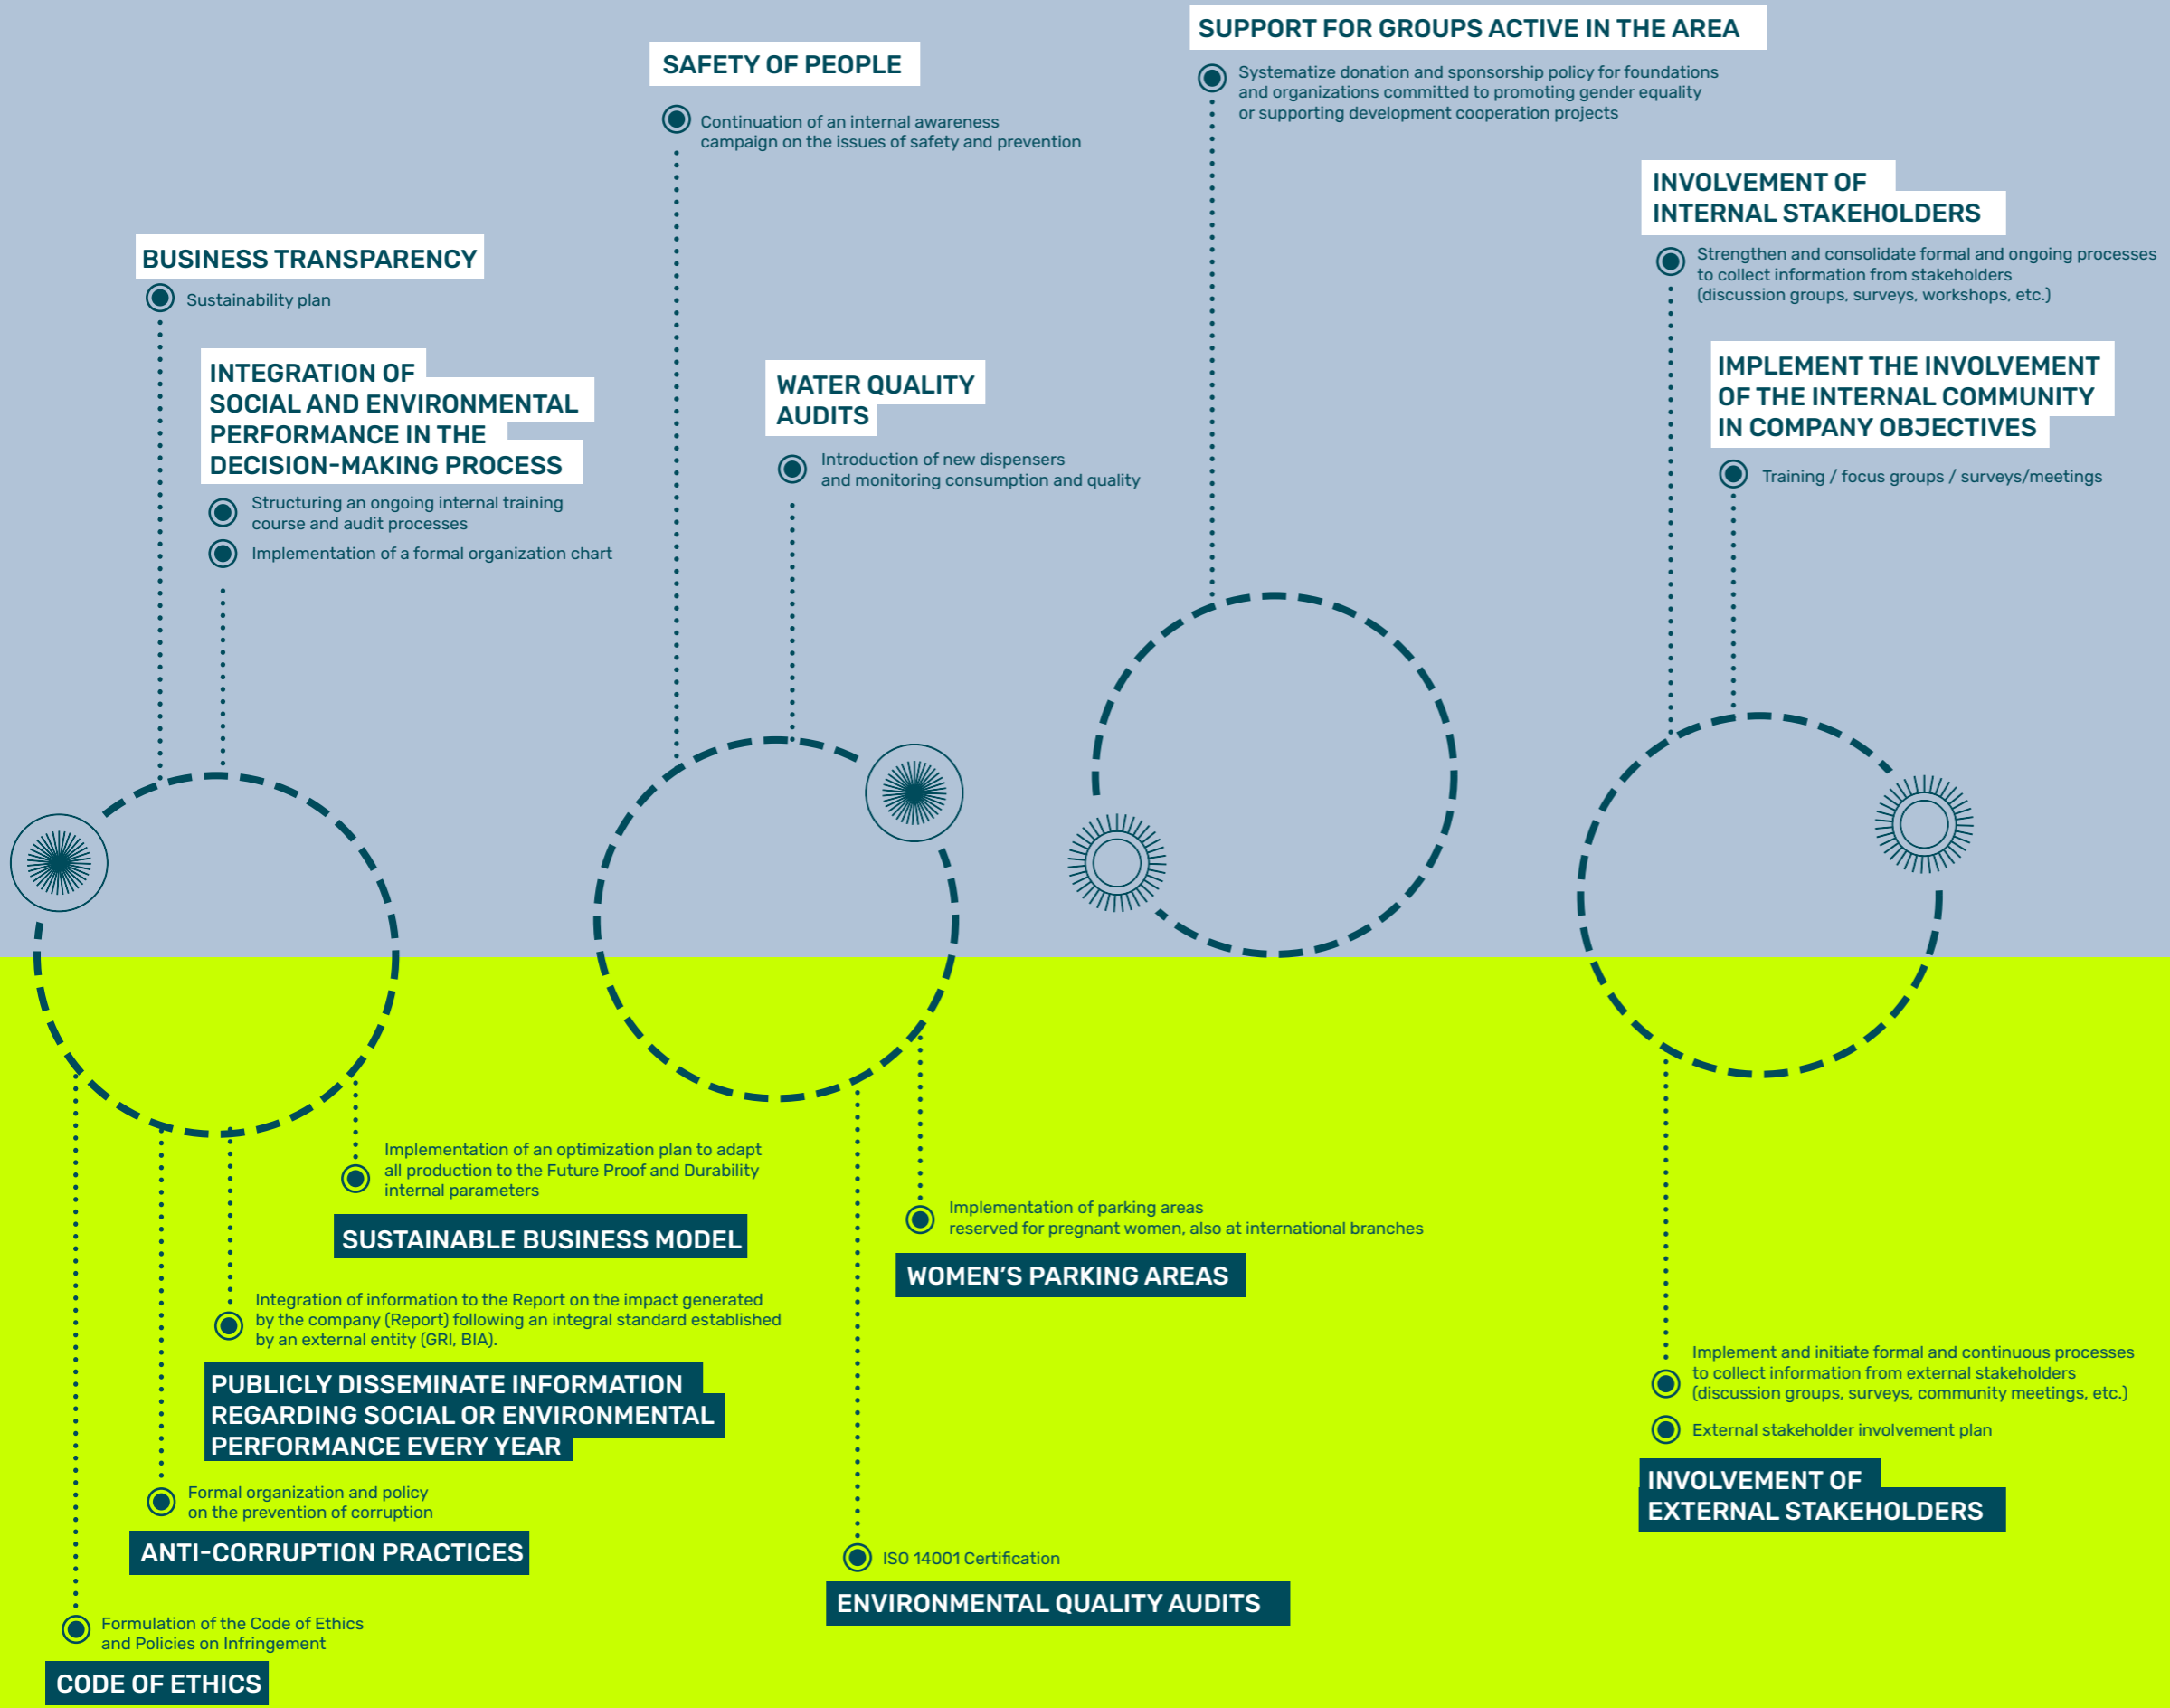 BUSINESS TRANSPARENCY
Sustainability plan
INTEGRATION OF
SOCIAL AND ENVIRONMENTAL
PERFORMANCE IN THE
DECISION-MAKING PROCESS
Structuring an ongoing internal training
course and audit processes
Implementation of a formal organization chart
SAFETY OF PEOPLE
Continuation of an internal awareness
campaign on the issues of safety and prevention
WATER QUALITY
AUDITS
Introduction of new dispensers
and monitoring consumption and quality
SUPPORT FOR GROUPS ACTIVE IN THE AREA
Systematize donation and sponsorship policy for foundations
and organizations committed to promoting gender equality
or supporting development cooperation projects
INVOLVEMENT OF
INTERNAL STAKEHOLDERS
Strengthen and consolidate formal and ongoing processes
to collect information from stakeholders
(discussion groups, surveys, workshops, etc.)
IMPLEMENT THE INVOLVEMENT
OF THE INTERNAL COMMUNITY
IN COMPANY OBJECTIVES
Training / focus groups / surveys/meetings
Implementation of an optimization plan to adapt
all production to the Future Proof and Durability
internal parameters
SUSTAINABLE BUSINESS MODEL
Integration of information to the Report on the impact generated
by the company (Report) following an integral standard established
by an external entity (GRI, BIA).
PUBLICLY DISSEMINATE INFORMATION
REGARDING SOCIAL OR ENVIRONMENTAL
PERFORMANCE EVERY YEAR
Formal organization and policy
on the prevention of corruption
ANTI-CORRUPTION PRACTICES
Formulation of the Code of Ethics
and Policies on Infringement
CODE OF ETHICS
Implementation of parking areas
reserved for pregnant women, also at international branches
WOMEN'S PARKING AREAS
ISO 14001 Certification
ENVIRONMENTAL QUALITY AUDITS
Implement and initiate formal and continuous processes
to collect information from external stakeholders
(discussion groups, surveys, community meetings, etc.)
External stakeholder involvement plan
INVOLVEMENT OF
EXTERNAL STAKEHOLDERS